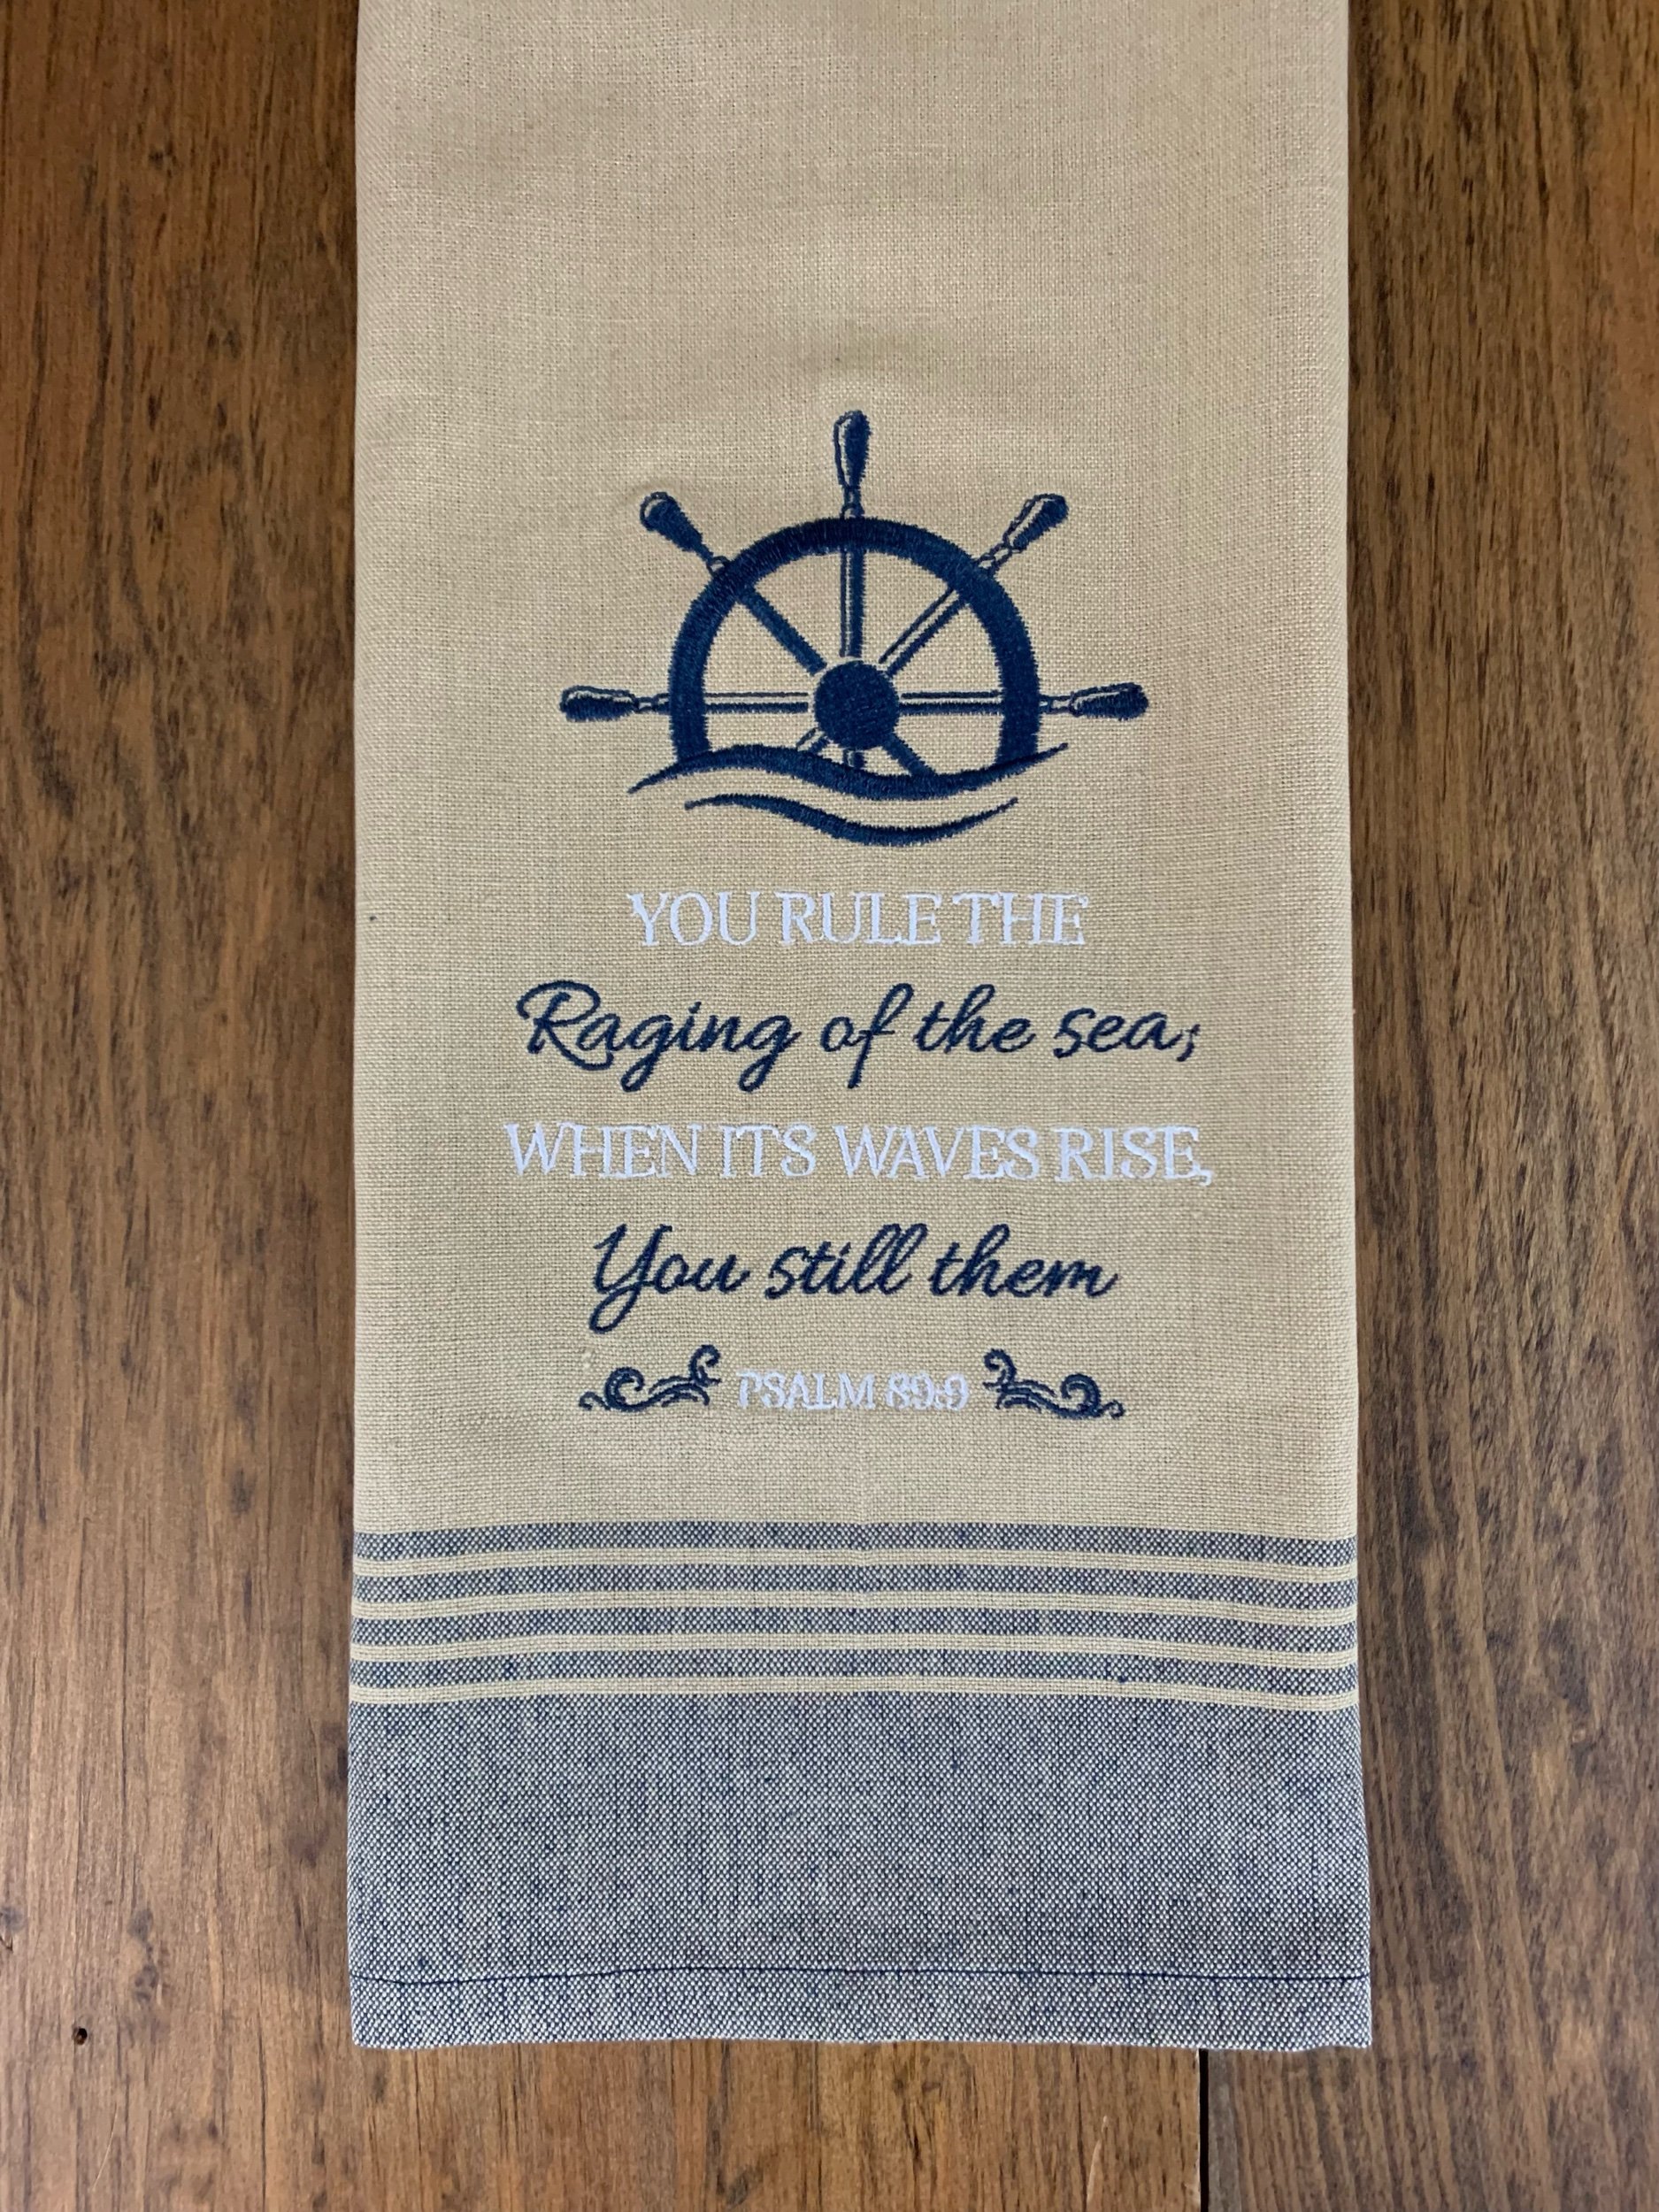 YOU RULE THE
Raging of the sea;
WHEN ITS WAVES RISE,
You still them
PSALM 89:9